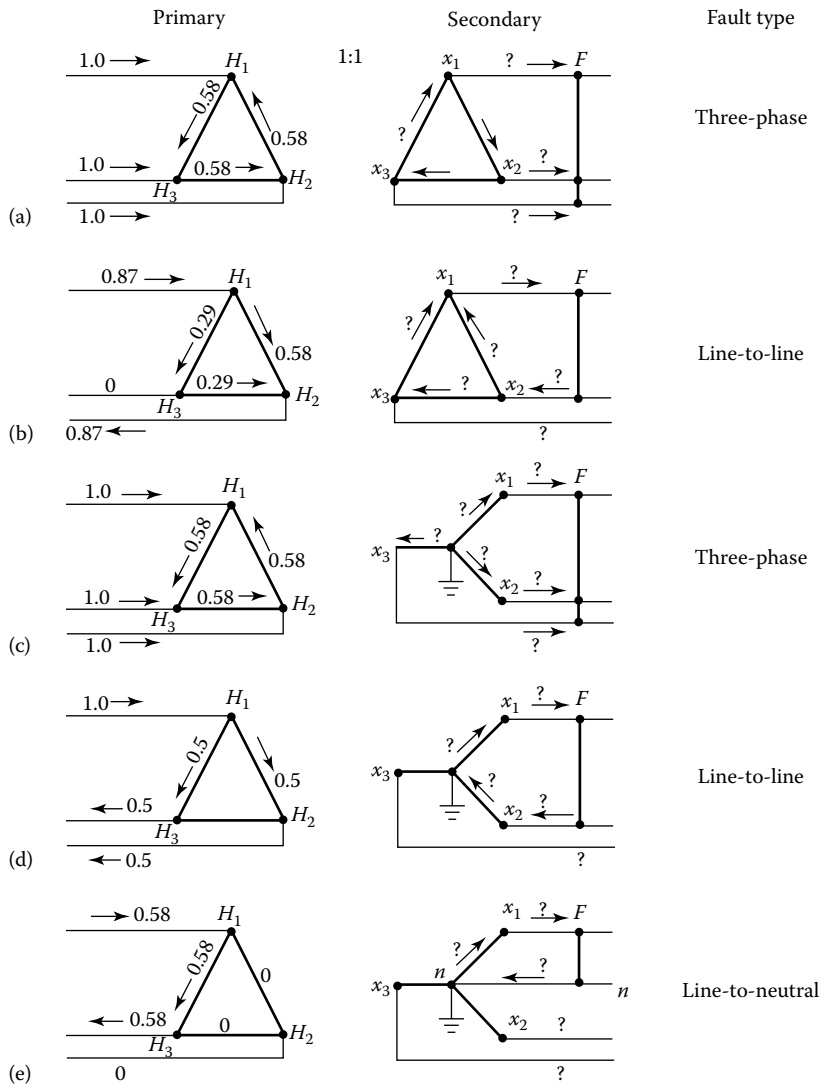 Primary Secondary Fault type
1.0 H1 1:1 x1 ? F
0.58 0.58 ? Three-phase
1.0 0.58 x3 x2 ?
H3 H2
(a) 1.0 ?
0.87 H1 x1 ? F
0.29 0.58 ? ? Line-to-line
0 0.29 H2 x3 ? x2 ?
H3
(b) 0.87 ?
1.0 H1 x1 ? F
0.58 0.58 x3 ? ? ? Three-phase
1.0 0.58 H2 x2 ?
H3
(c) 1.0 ?
1.0 H1 x1 ? F
0.5 0.5 x3 ? ? Line-to-line
0.5 H2 x2 ?
H3
(d) 0.5 ?
0.58 H1 x1 ? F
0.58 0 x3 n ? ? n Line-to-neutral
0.58 0 H2 x2 ?
H3
(e) 0 ?